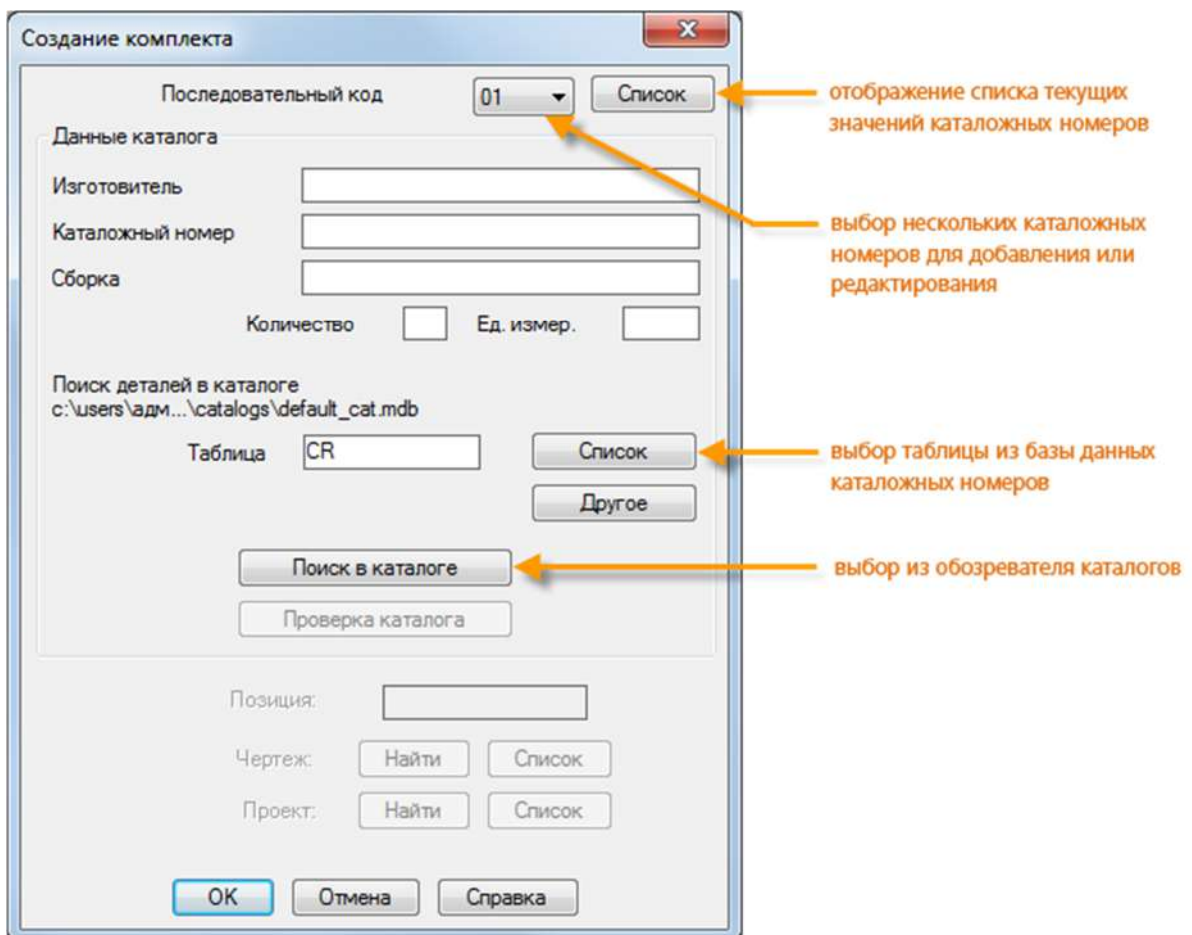 Создание комплекта
Последовательный код 01 Список
отображение списка текущих
значений каталожных номеров
Данные каталога
Изготовитель
Каталожный номер
выбор нескольких каталожных
номеров для добавления или
редактирования
Сборка
Количество Ед. измер.
Поиск деталей в каталоге
c:\users\адм...\catalogs\default_cat.mdb
Таблица CR Список
выбор таблицы из базы данных
каталожных номеров
Другое
Поиск в каталоге
выбор из обозревателя каталогов
Проверка каталога
Позиция:
Чертеж: Найти Список
Проект: Найти Список
OK Отмена Справка